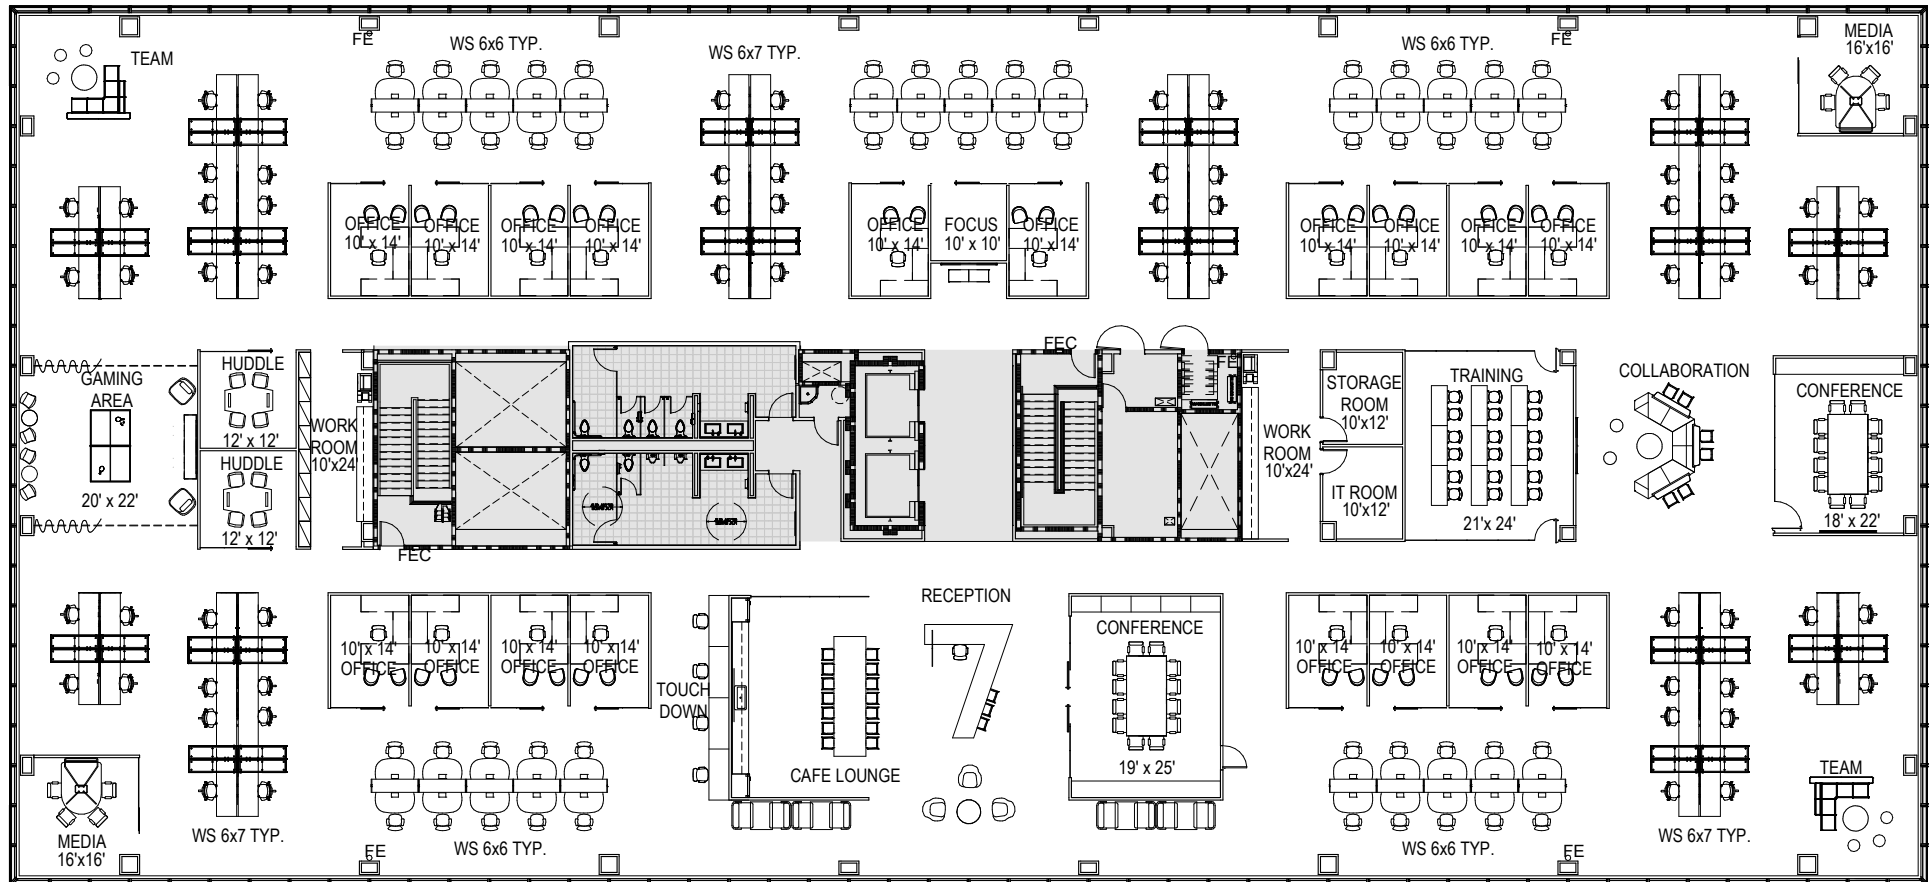 TEAM
FE
WS 6x6 TYP.
WS 6x7 TYP.
WS 6x6 TYP.
FE
MEDIA
16'x16'
OFFICE
10' x 14'
OFFICE
10' x 14'
OFFICE
10' x 14'
OFFICE
10' x 14'
OFFICE
10' x 14'
FOCUS
10' x 10'
OFFICE
10' x 14'
OFFICE
10' x 14'
OFFICE
10' x 14'
OFFICE
10' x 14'
OFFICE
10' x 14'
GAMING
AREA
20' x 22'
HUDDLE
12' x 12'
HUDDLE
12' x 12'
WORK
ROOM
10'x24'
FEC
FEC
FE
WORK
ROOM
10'x24'
STORAGE
ROOM
10'x12'
IT ROOM
10'x12'
TRAINING
21'x 24'
COLLABORATION
CONFERENCE
18' x 22'
10' x 14'
OFFICE
10' x 14'
OFFICE
10' x 14'
OFFICE
10' x 14'
OFFICE
TOUCH
DOWN
CAFE LOUNGE
RECEPTION
CONFERENCE
19' x 25'
10' x 14'
OFFICE
10' x 14'
OFFICE
10' x 14'
OFFICE
10' x 14'
OFFICE
MEDIA
16'x16'
WS 6x7 TYP.
FE
WS 6x6 TYP.
WS 6x6 TYP.
FE
WS 6x7 TYP.
TEAM